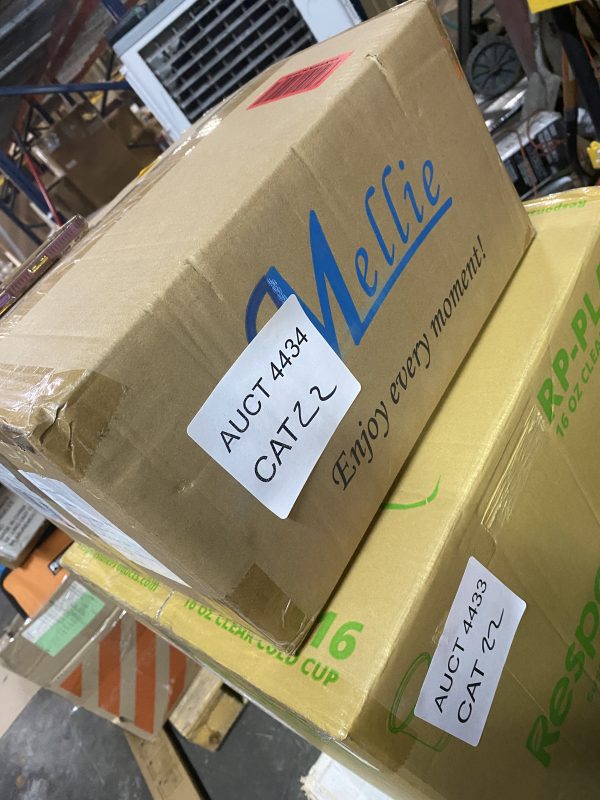 Mellie
Enjoy every moment!
AUCT 4434
CAT 22
16
16 OZ CLEAR COLD CUP
AUCT 4433
CAT 22
RP-PL
16 OZ CLEAR